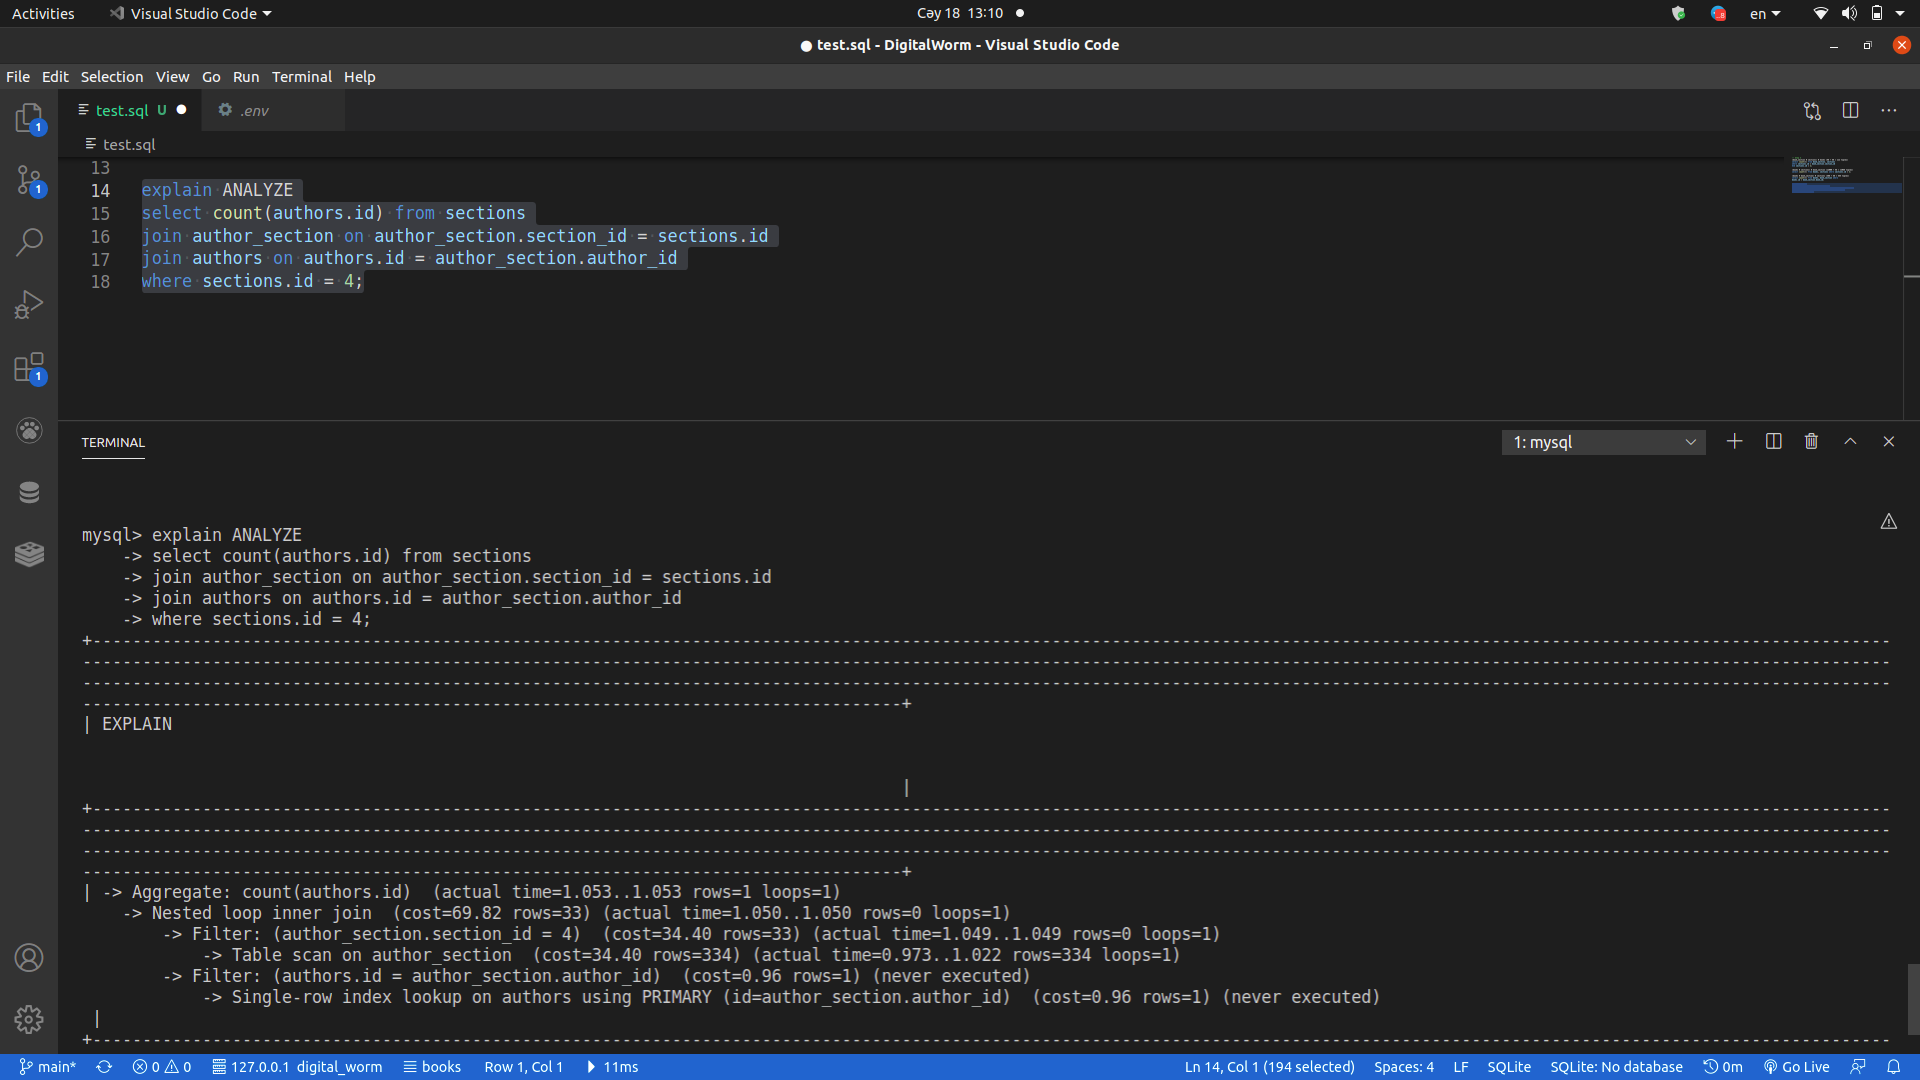 Activities
Visual Studio Code
Cəy 18 13:10
en
● test.sql - DigitalWorm - Visual Studio Code
File Edit Selection View Go Run Terminal Help
test.sql U
.env
test.sql
13
14 explain ANALYZE
15 select count(authors.id) from sections
16 join author_section on author_section.section_id = sections.id
17 join authors on authors.id = author_section.author_id
18 where sections.id = 4;
1
1
1
TERMINAL
1: mysql
mysql> explain ANALYZE
-> select count(authors.id) from sections
-> join author_section on author_section.section_id = sections.id
-> join authors on authors.id = author_section.author_id
-> where sections.id = 4;
| EXPLAIN
|
| -> Aggregate: count(authors.id)  (actual time=1.053..1.053 rows=1 loops=1)
-> Nested loop inner join  (cost=69.82 rows=33) (actual time=1.050..1.050 rows=0 loops=1)
-> Filter: (author_section.section_id = 4)  (cost=34.40 rows=33) (actual time=1.049..1.049 rows=0 loops=1)
-> Table scan on author_section  (cost=34.40 rows=334) (actual time=0.973..1.022 rows=334 loops=1)
-> Filter: (authors.id = author_section.author_id)  (cost=0.96 rows=1) (never executed)
-> Single-row index lookup on authors using PRIMARY (id=author_section.author_id)  (cost=0.96 rows=1) (never executed)
|
main* 0 0 127.0.0.1 digital_worm books Row 1, Col 1 11ms Ln 14, Col 1 (194 selected) Spaces: 4 LF SQLite SQLite: No database 0m Go Live